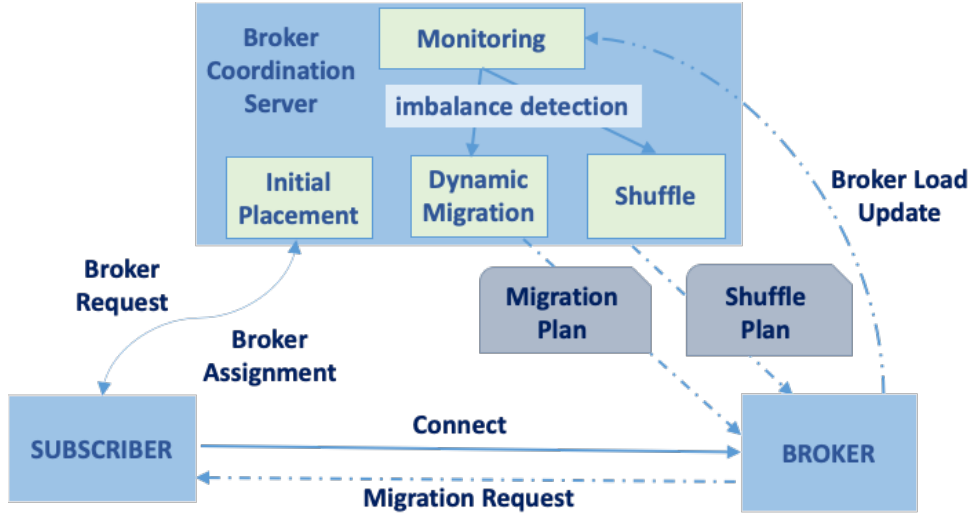 Broker
Coordination
Server
Monitoring
imbalance detection
Initial
Placement
Dynamic
Migration
Shuffle
Broker Load
Update
Broker
Request
Broker
Assignment
Migration
Plan
Shuffle
Plan
SUBSCRIBER
Connect
BROKER
Migration Request